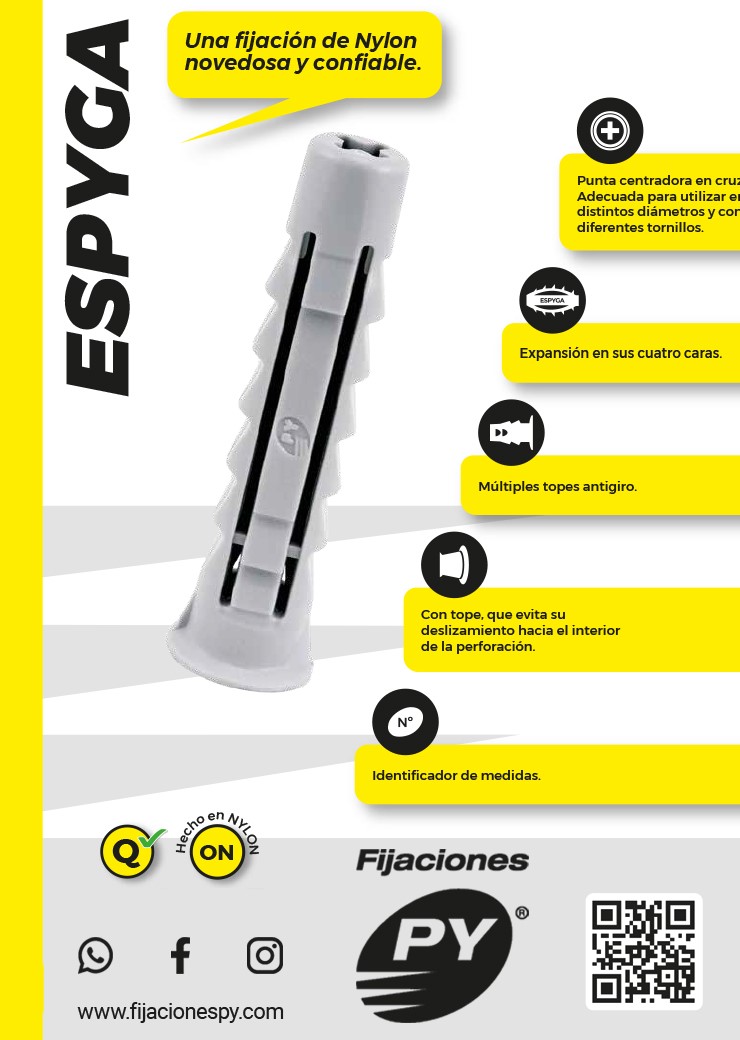 ESPYGA
Una fijación de Nylon
novedosa y confiable.
Punta centradora en cruz
Adecuada para utilizar en
distintos diámetros y con
diferentes tornillos.
ESPYGA
Expansión en sus cuatro caras.
Múltiples topes antigiro.
PY
Con tope, que evita su
deslizamiento hacia el interior
de la perforación.
N°
Identificador de medidas.
Q
Hecho en NYLON
ON
Fijaciones
PY
®
www.fijacionespy.com